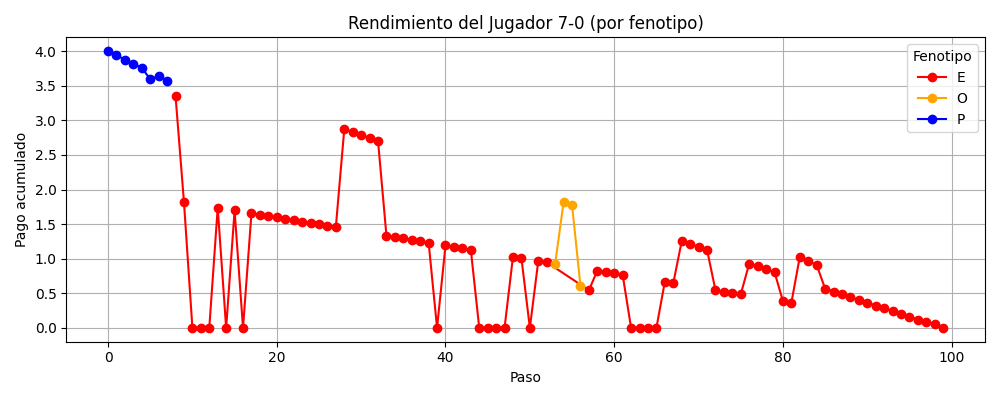 Rendimiento del Jugador 7-0 (por fenotipo)
Pago acumulado
4.0
3.5
3.0
2.5
2.0
1.5
1.0
0.5
0.0
Fenotipo
E
O
P
0 20 40 60 80 100
Paso